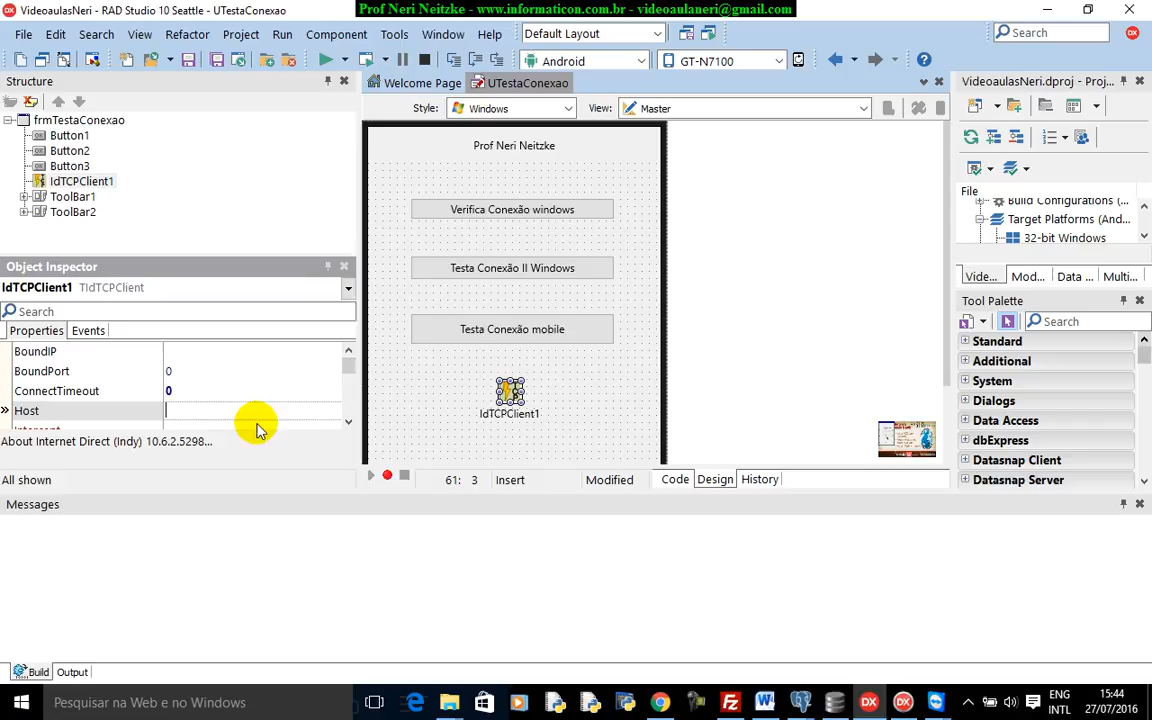 VideoaulasNeri - RAD Studio 10 Seattle - UTestaConexao
Prof Neri Neitzke - www.informaticon.com.br - videoaulaneri@gmail.com
File Edit Search View Refactor Project Run Component Tools Window Help
Default Layout
Search
Android
GT-N7100
Structure
Welcome Page
UTestaConexao
VideoaulasNeri.dproj - Proj...
Style: Windows
View: Master
frmTestaConexao
Button1
Button2
Button3
IdTCPClient1
ToolBar1
ToolBar2
Prof Neri Neitzke
Verifica Conexão windows
Testa Conexão II Windows
Testa Conexão mobile
IdTCPClient1
File
Build Configurations (...
Target Platforms (And...
32-bit Windows
Vide... Mod... Data ... Multi...
Object Inspector
IdTCPClient1 TIdTCPClient
Search
Properties Events
BoundIP
BoundPort 0
ConnectTimeout 0
Host
Intercept
About Internet Direct (Indy) 10.6.2.5298...
All shown
61: 3 Insert Modified Code Design History
Tool Palette
Search
Standard
Additional
System
Dialogs
Data Access
dbExpress
Datasnap Client
Datasnap Server
Messages
Build Output
Pesquisar na Web e no Windows
ENG
INTL
15:44
27/07/2016